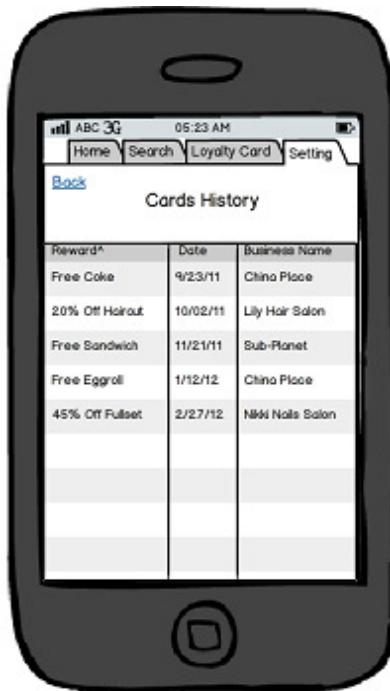 ABC 3G 05:23 AM
Home Search Loyalty Card Setting
Back
Cards History
Reward^ Date Business Name
Free Coke 9/23/11 China Place
20% Off Haircut 10/02/11 Lily Hair Salon
Free Sandwich 11/21/11 Sub-Planet
Free Eggroll 1/12/12 China Place
45% Off Fullset 2/27/12 Nikki Nails Salon